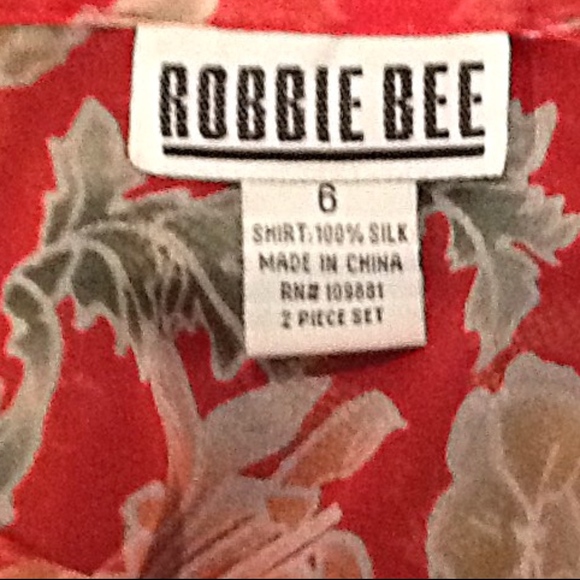 ROBBIE BEE
6
SHIRT: 100% SILK
MADE IN CHINA
RN# 109881
2 PIECE SET